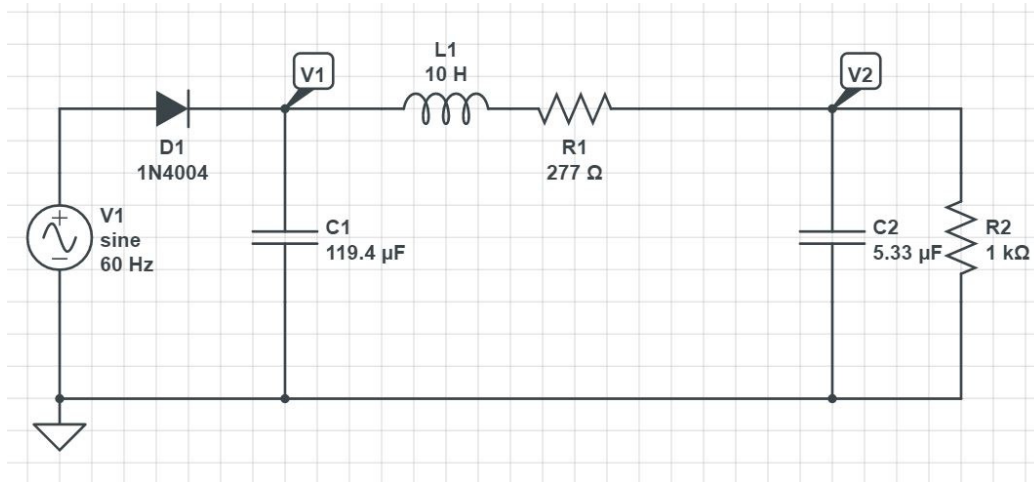 L1
10 H
V1
V2
D1
1N4004
R1
277 Ω
V1
sine
60 Hz
+
−
C1
119.4 μF
C2
5.33 μF
R2
1 kΩ